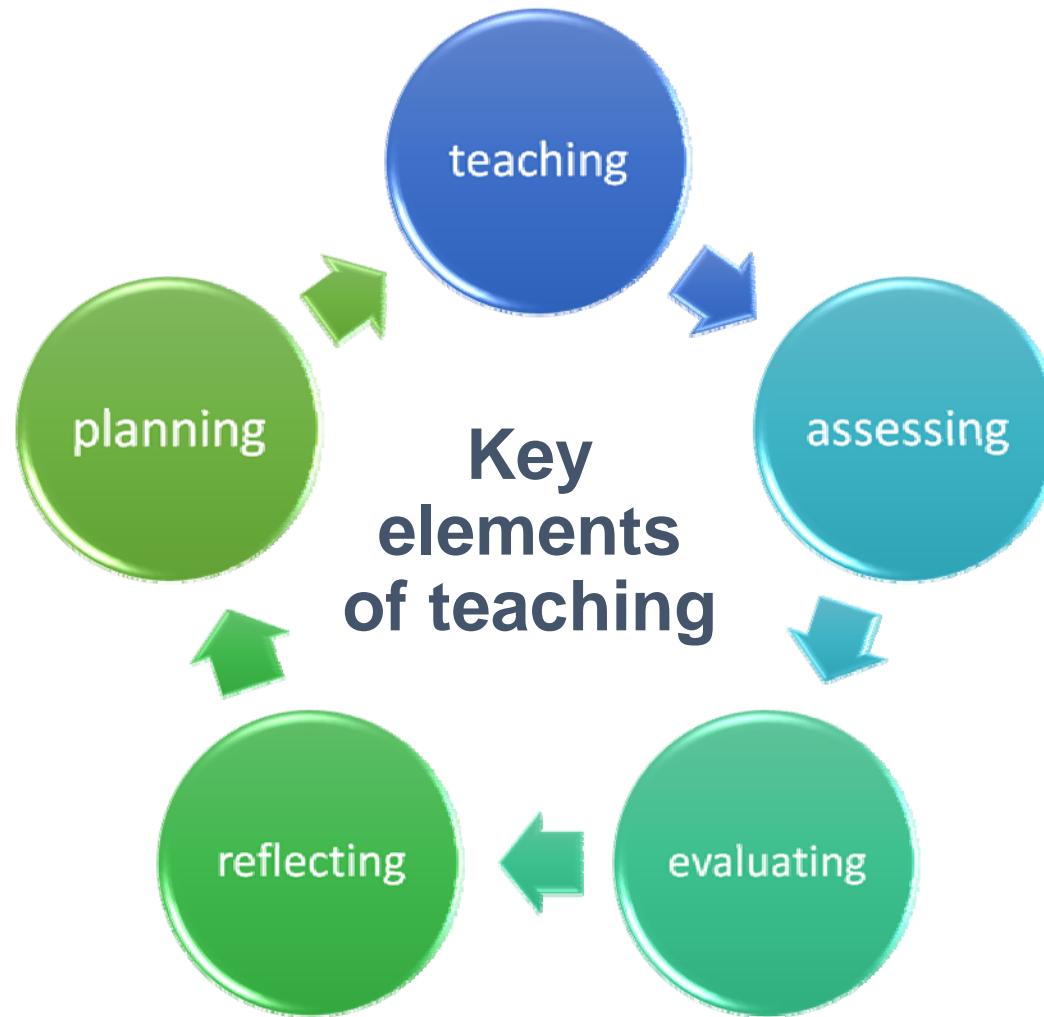 teaching
planning
assessing
Key
elements
of teaching
reflecting
evaluating